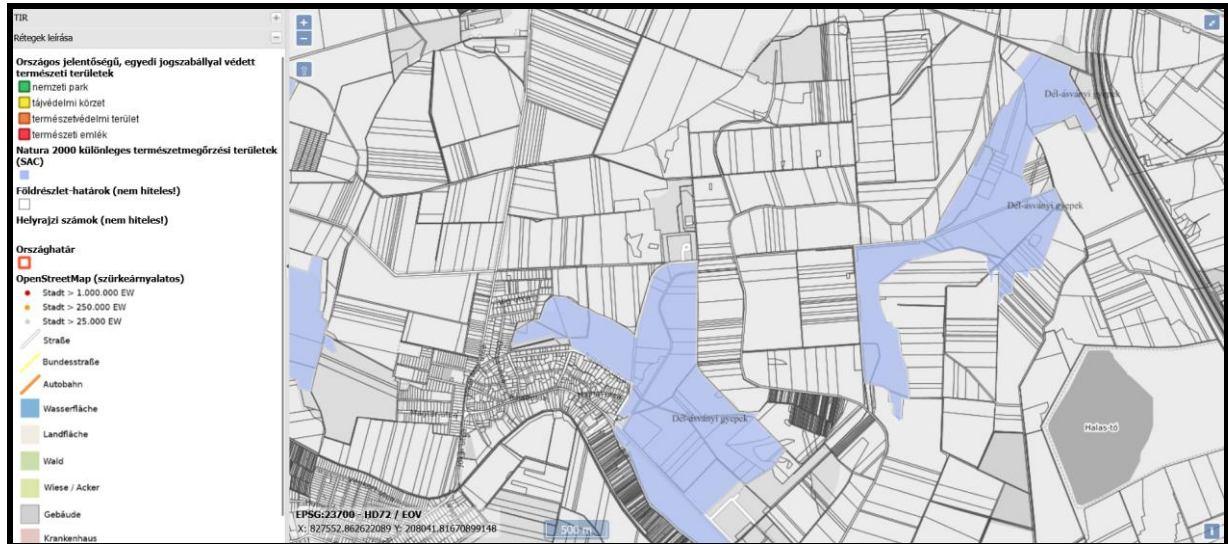 TIR
Rétegek leírása
Országos jelentőségű, egyedi jogszabállyal védett
természeti területek
nemzeti park
tájvédelmi körzet
természetvédelmi terület
természeti emlék
Natura 2000 különleges természetmegőrzési területek
(SAC)
Földrészlet-határok (nem hiteles!)
Helyrajzi számok (nem hiteles!)
Országhatár
OpenStreetMap (szürkeárnyalatos)
Stadt > 1.000.000 EW
Stadt > 250.000 EW
Stadt > 25.000 EW
Straße
Bundesstraße
Autobahn
Wasserfläche
Landfläche
Wald
Wiese / Acker
Gebäude
Krankenhaus
Dél-ásványi gyepek
Dél-ásványi gyepek
Dél-ásványi gyepek
Halas-tó
EPSG:23700 - HD72 / EOV
X: 827552.862622089 Y: 208041.81670899148
500 m